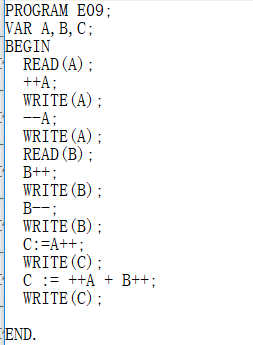 PROGRAM E09;
VAR A,B,C;
BEGIN
  READ(A);
  ++A;
  WRITE(A);
  --A;
  WRITE(A);
  READ(B);
  B++;
  WRITE(B);
  B--;
  WRITE(B);
  C:=A++;
  WRITE(C);
  C := ++A + B++;
  WRITE(C);
END.